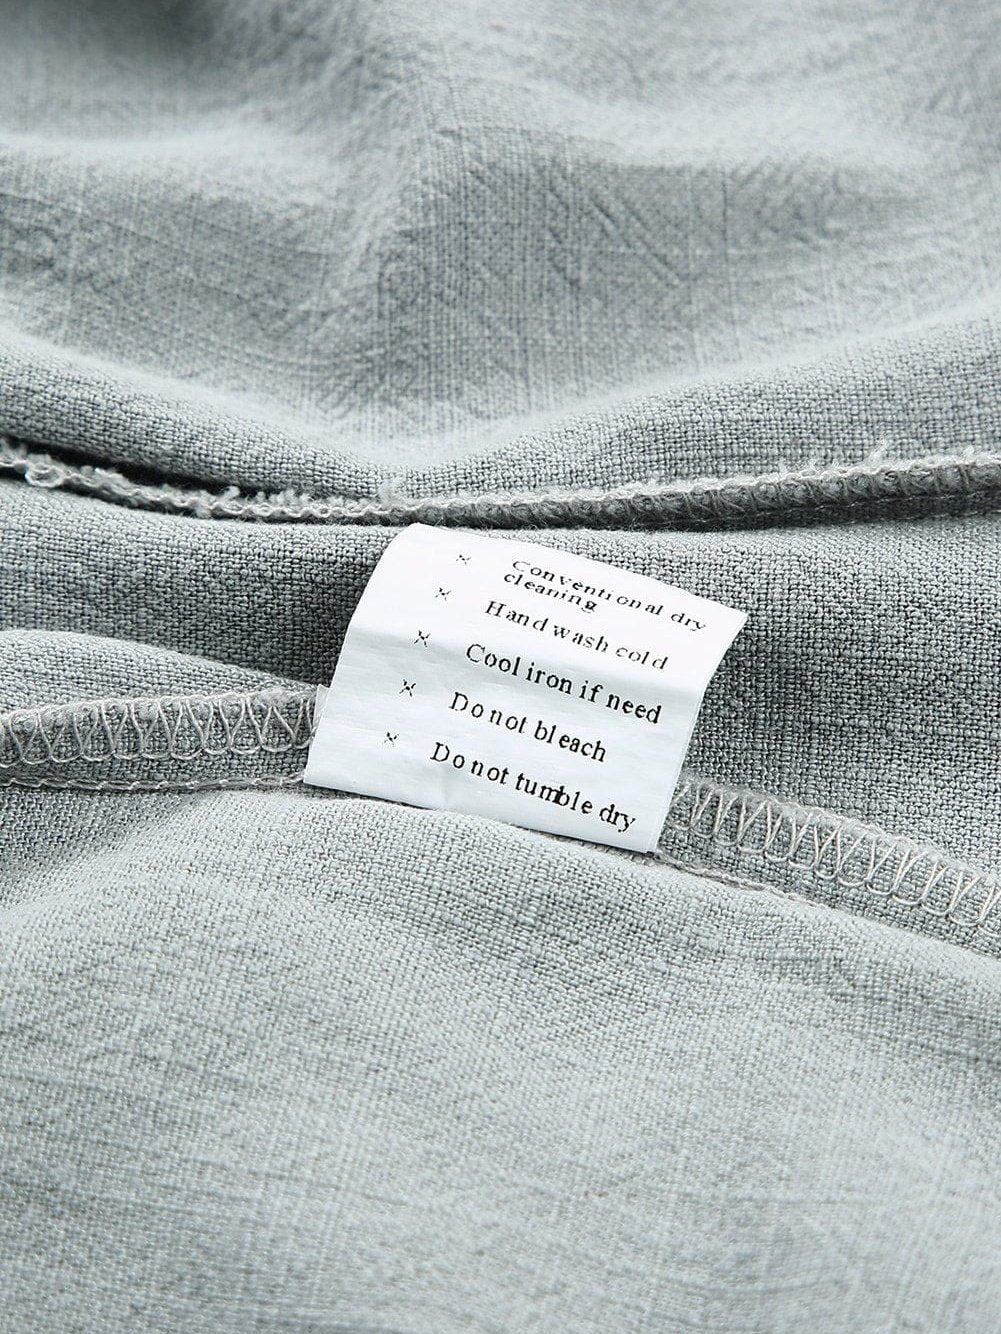 ※ Conventional dry
cleaning
※ Hand wash cold
※ Cool iron if need
※ Do not bleach
※ Do not tumble dry